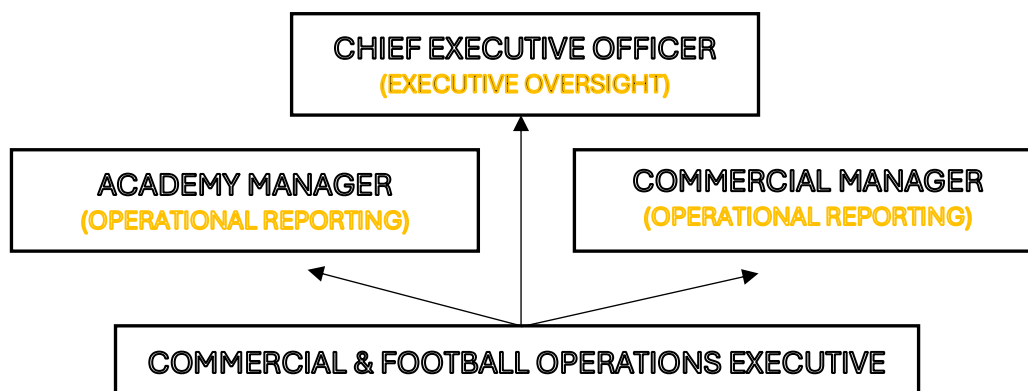 CHIEF EXECUTIVE OFFICER
(EXECUTIVE OVERSIGHT)
ACADEMY MANAGER
(OPERATIONAL REPORTING)
COMMERCIAL MANAGER
(OPERATIONAL REPORTING)
COMMERCIAL & FOOTBALL OPERATIONS EXECUTIVE